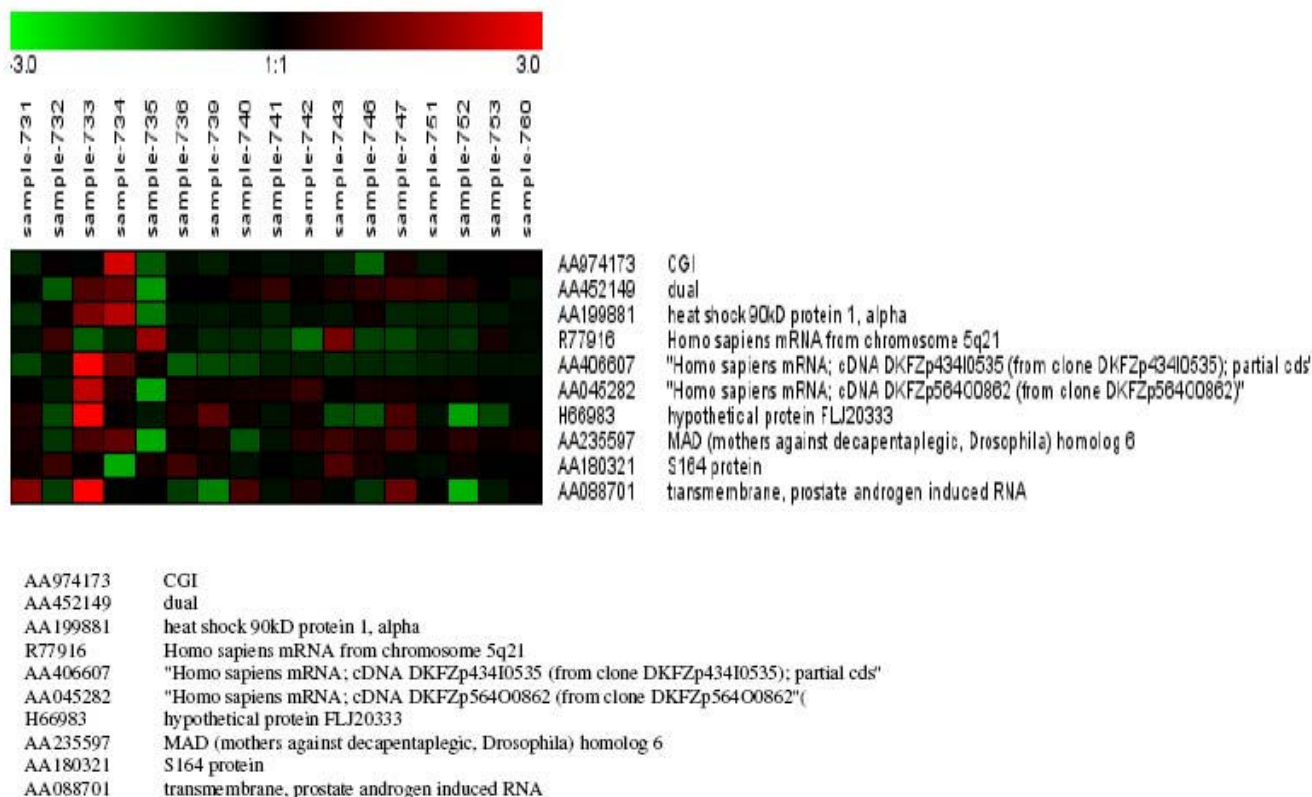 -3.0 1:1 3.0
sample-731
sample-732
sample-733
sample-734
sample-735
sample-736
sample-739
sample-740
sample-741
sample-742
sample-743
sample-746
sample-747
sample-751
sample-752
sample-753
sample-760
AA974173 CGI
AA452149 dual
AA199881 heat shock 90kD protein 1, alpha
R77916 Homo sapiens mRNA from chromosome 5q21
AA406607 "Homo sapiens mRNA; cDNA DKFZp434I0535 (from clone DKFZp434I0535); partial cds"
AA045282 "Homo sapiens mRNA; cDNA DKFZp564O0862 (from clone DKFZp564O0862)"
H66983 hypothetical protein FLJ20333
AA235597 MAD (mothers against decapentaplegic, Drosophila) homolog 6
AA180321 S164 protein
AA088701 transmembrane, prostate androgen induced RNA
AA974173 CGI
AA452149 dual
AA199881 heat shock 90kD protein 1, alpha
R77916 Homo sapiens mRNA from chromosome 5q21
AA406607 "Homo sapiens mRNA; cDNA DKFZp434I0535 (from clone DKFZp434I0535); partial cds"
AA045282 "Homo sapiens mRNA; cDNA DKFZp564O0862 (from clone DKFZp564O0862"(
H66983 hypothetical protein FLJ20333
AA235597 MAD (mothers against decapentaplegic, Drosophila) homolog 6
AA180321 S164 protein
AA088701 transmembrane, prostate androgen induced RNA